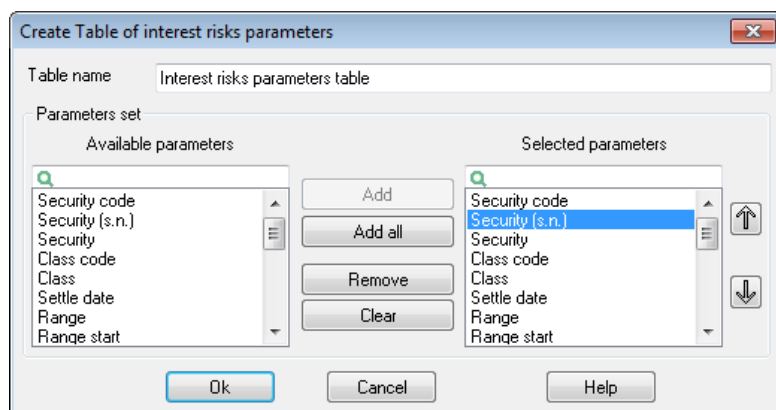 Create Table of interest risks parameters
Table name
Interest risks parameters table
Parameters set
Available parameters
Selected parameters
Security code
Security (s.n.)
Security
Class code
Class
Settle date
Range
Range start
Add
Add all
Remove
Clear
Security code
Security (s.n.)
Security
Class code
Class
Settle date
Range
Range start
Ok
Cancel
Help